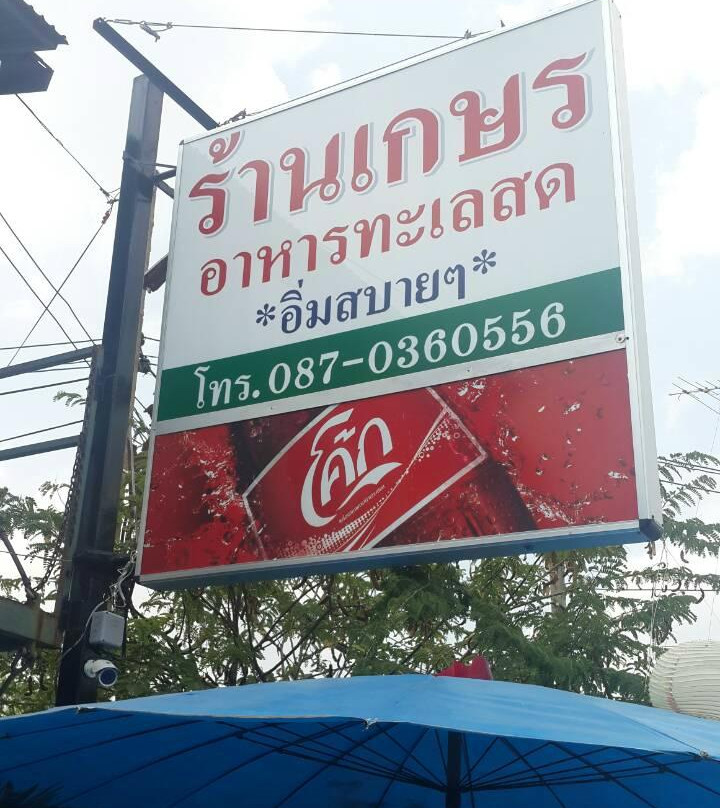 ร้านเกษร
อาหารทะเลสด
*อิ่มสบายๆ*
โทร. 087-0360556
โค้ก